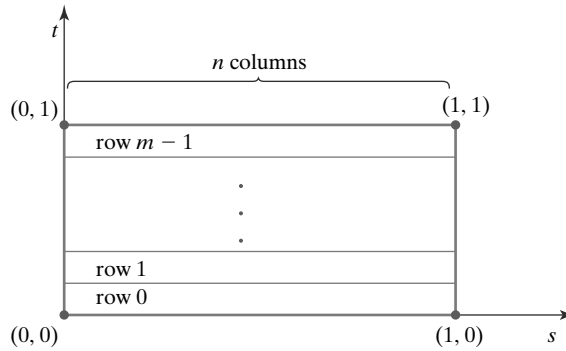 t
n columns
(0, 1) (1, 1)
row m − 1
row 1
row 0
(0, 0) (1, 0) s